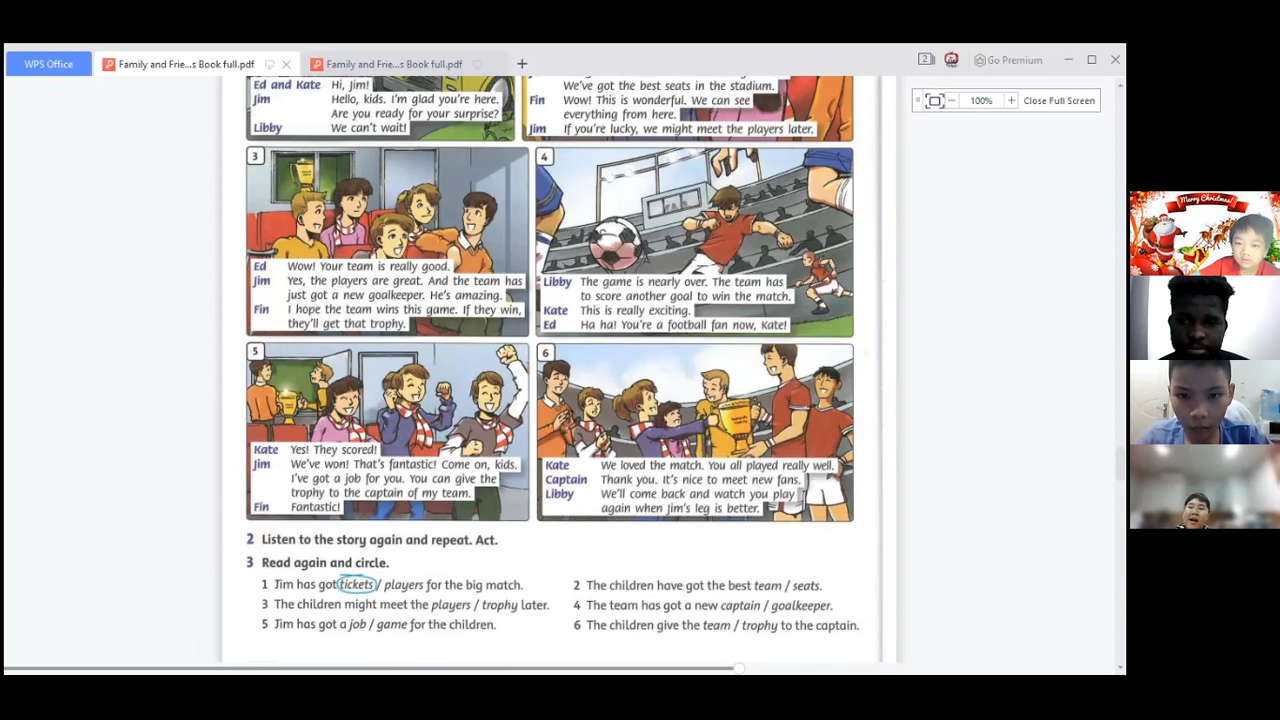 WPS Office
Family and Frie...s Book full.pdf
Family and Frie...s Book full.pdf
2
Go Premium
100%
Close Full Screen
Ed and Kate Hi, Jim!
Jim Hello, kids. I'm glad you're here.
Are you ready for your surprise?
Libby We can't wait!
We've got the best seats in the stadium.
Fin Wow! This is wonderful. We can see
everything from here.
Jim If you're lucky, we might meet the players later.
3
Ed Wow! Your team is really good.
Jim Yes, the players are great. And the team has
just got a new goalkeeper. He's amazing.
Fin I hope the team wins this game. If they win,
they'll get that trophy.
4
Libby The game is nearly over. The team has
to score another goal to win the match.
Kate This is really exciting.
Ed Ha ha! You're a football fan now, Kate!
5
Kate Yes! They scored!
Jim We've won! That's fantastic! Come on, kids.
I've got a job for you. You can give the
trophy to the captain of my team.
Fin Fantastic!
6
Kate We loved the match. You all played really well.
Captain Thank you. It's nice to meet new fans.
Libby We'll come back and watch you play
again when Jim's leg is better.
2 Listen to the story again and repeat. Act.
3 Read again and circle.
1 Jim has got tickets / players for the big match.
2 The children have got the best team / seats.
3 The children might meet the players / trophy later.
4 The team has got a new captain / goalkeeper.
5 Jim has got a job / game for the children.
6 The children give the team / trophy to the captain.
Merry Christmas!